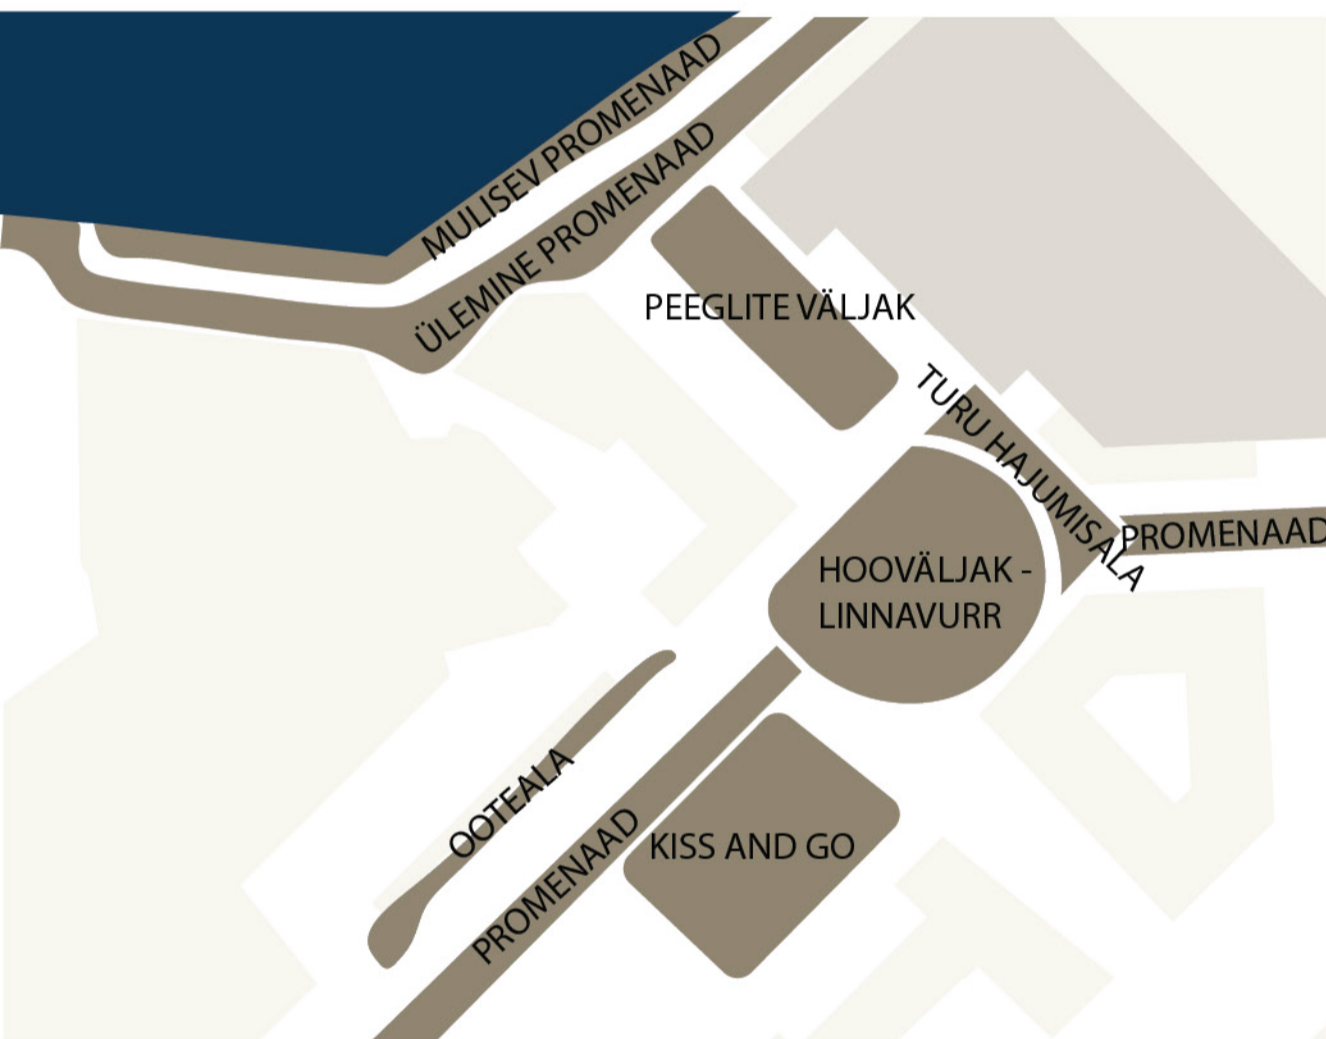 MULISEV PROMENAAD
ÜLEMINE PROMENAAD
PEEGLITE VÄLJAK
TURU HAJUMISALA
PROMENAAD
HOOVÄLJAK -
LINNAVURR
OOTEALA
PROMENAAD
KISS AND GO